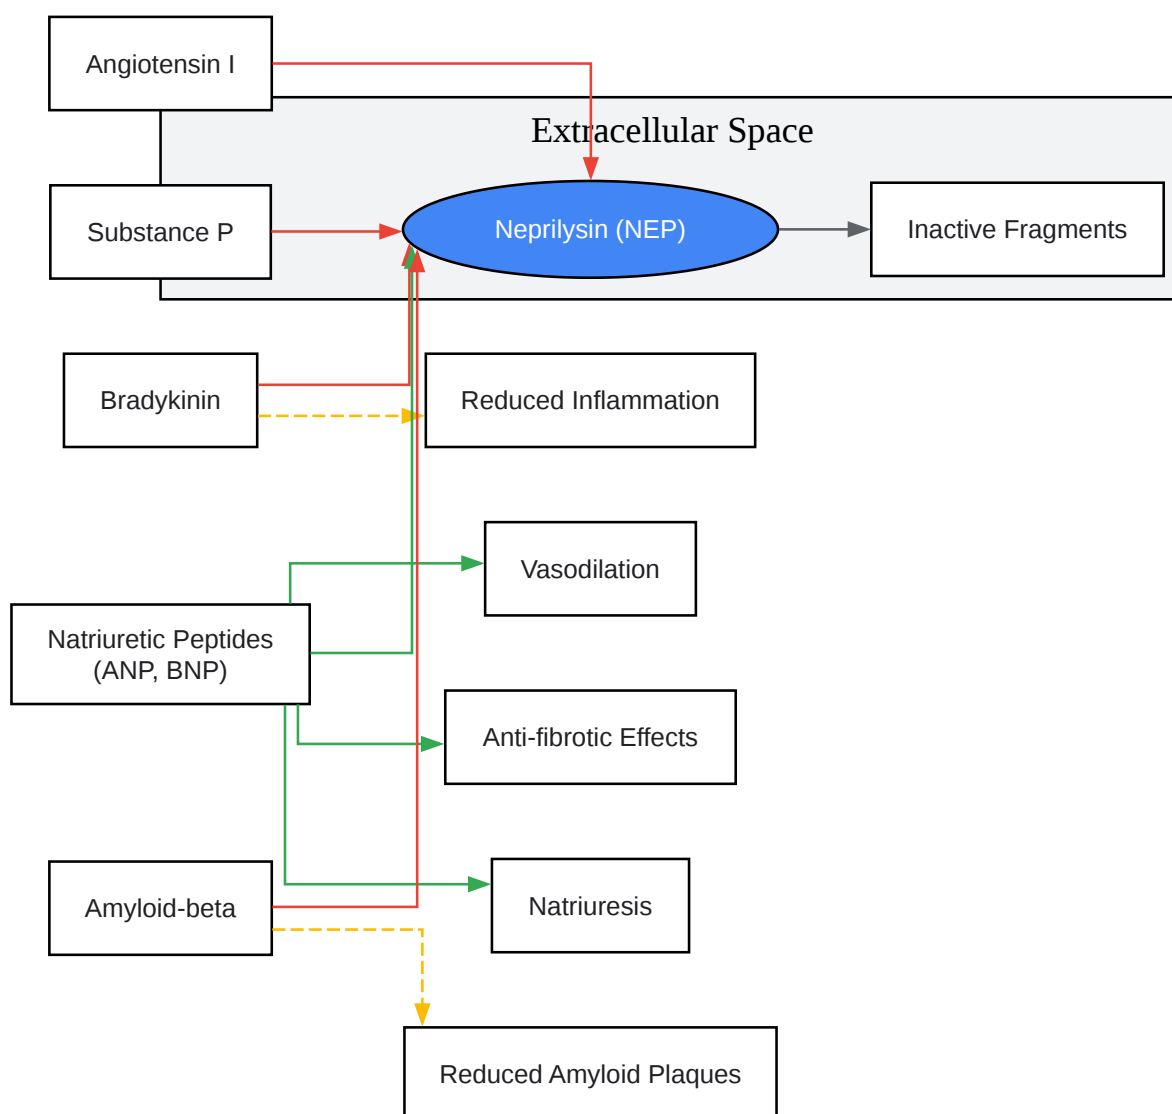 Angiotensin I
Extracellular Space
Substance P
Neprilysin (NEP)
Inactive Fragments
Bradykinin
Reduced Inflammation
Vasodilation
Natriuretic Peptides
(ANP, BNP)
Anti-fibrotic Effects
Amyloid-beta
Natriuresis
Reduced Amyloid Plaques